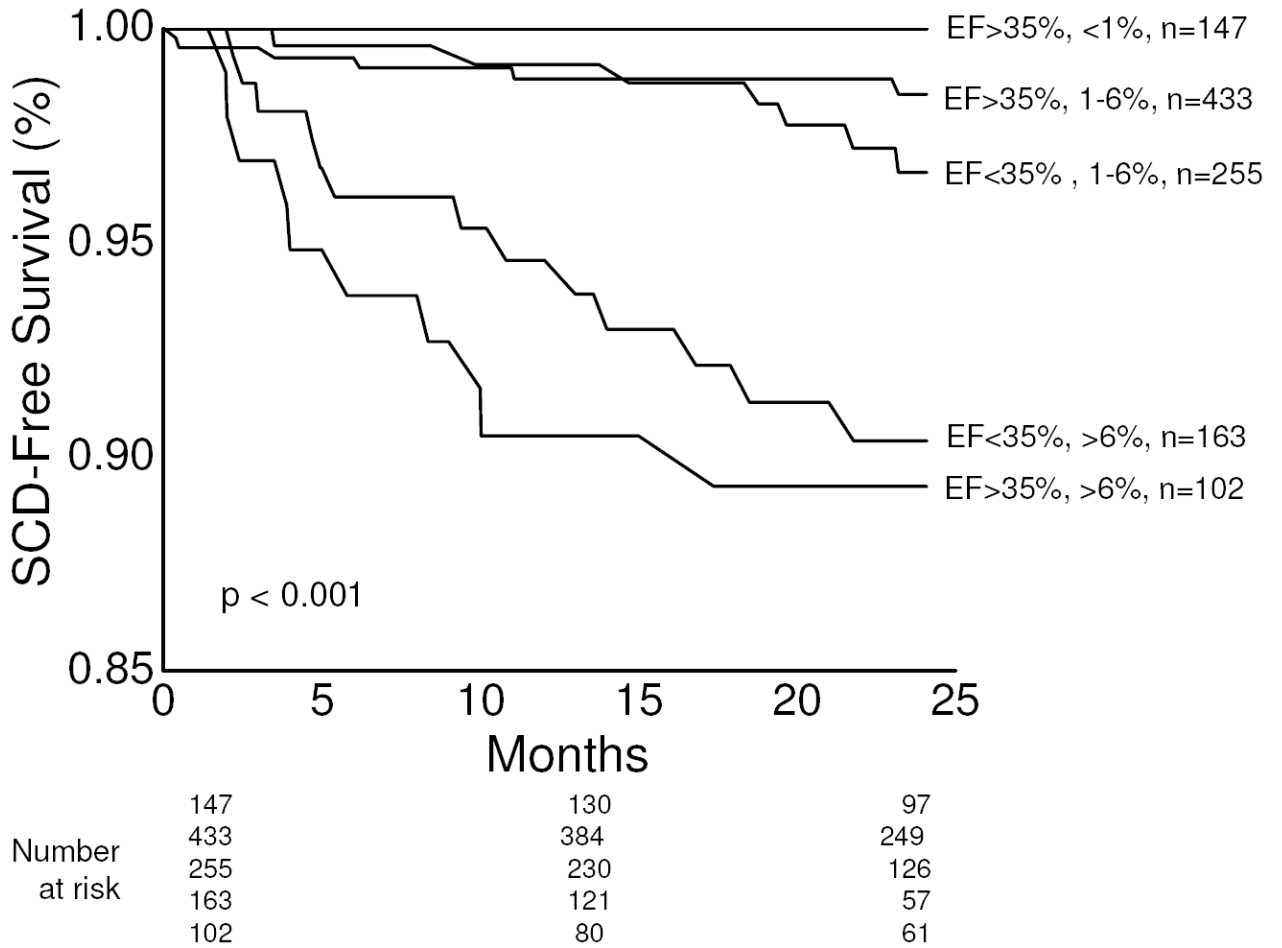 SCD-Free Survival (%)
1.00
0.95
0.90
0.85
EF>35%, <1%, n=147
EF>35%, 1-6%, n=433
EF<35% , 1-6%, n=255
EF<35%, >6%, n=163
EF>35%, >6%, n=102
p < 0.001
0 5 10 15 20 25
Months
Number
at risk
147 130 97
433 384 249
255 230 126
163 121 57
102 80 61